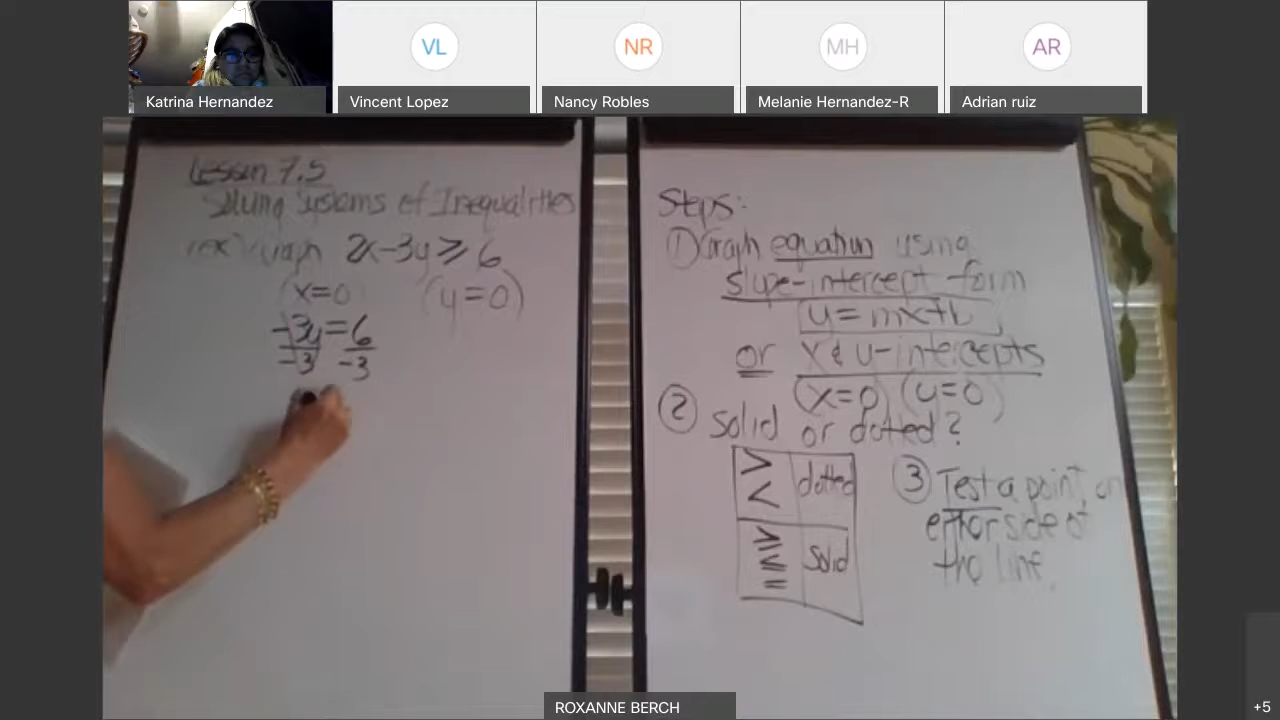 VL
NR
MH
AR
Katrina Hernandez
Vincent Lopez
Nancy Robles
Melanie Hernandez-R
Adrian ruiz
Lesson 7.5
Solving Systems of Inequalities
(ex) Graph 2x-3y≥6
(x=0) (y=0)
-3y=6
-3 -3
Steps:
① Graph equation using
slope-intercept form
y=mx+b
or x & y-intercepts
(x=0) (y=0)
② Solid or dotted?
> dotted
<
≥
≤ solid
=
③ Test a point on
either side of
the line.
ROXANNE BERCH
+5